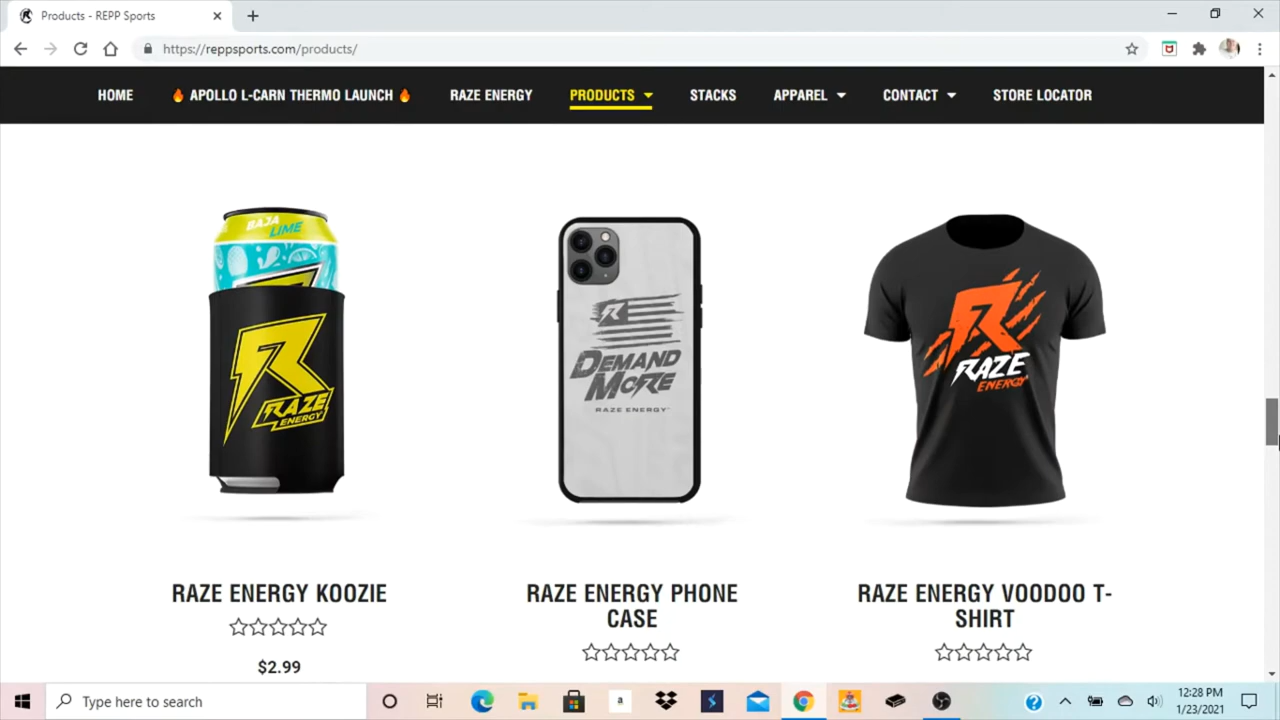 Products - REPP Sports
https://reppsports.com/products/
HOME
APOLLO L-CARN THERMO LAUNCH
RAZE ENERGY
PRODUCTS
STACKS
APPAREL
CONTACT
STORE LOCATOR
BAJA
LIME
R
RAZE
ENERGY
R
DEMAND
MORE
RAZE ENERGY™
R
RAZE
ENERGY
RAZE ENERGY KOOZIE
$2.99
RAZE ENERGY PHONE
CASE
RAZE ENERGY VOODOO T-
SHIRT
Type here to search
a
12:28 PM
1/23/2021